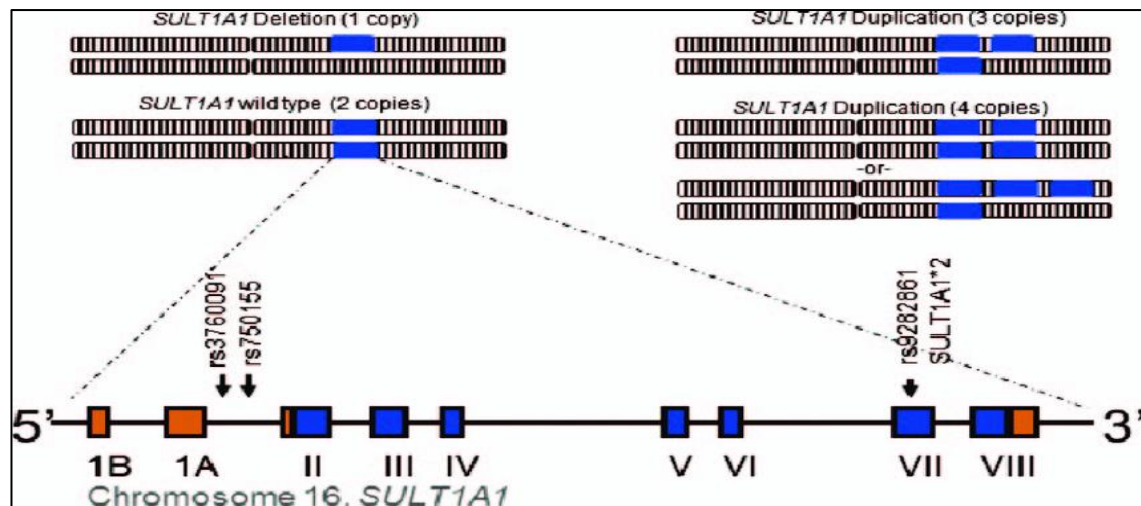 SULT1A1 Deletion (1 copy)
SULT1A1 Duplication (3 copies)
SULT1A1 wild type (2 copies)
SULT1A1 Duplication (4 copies)
-or-
rs3760091
rs750155
rs9282861
SULT1A1*2
5' 3'
1B 1A II III IV V VI VII VIII
Chromosome 16, SULT1A1